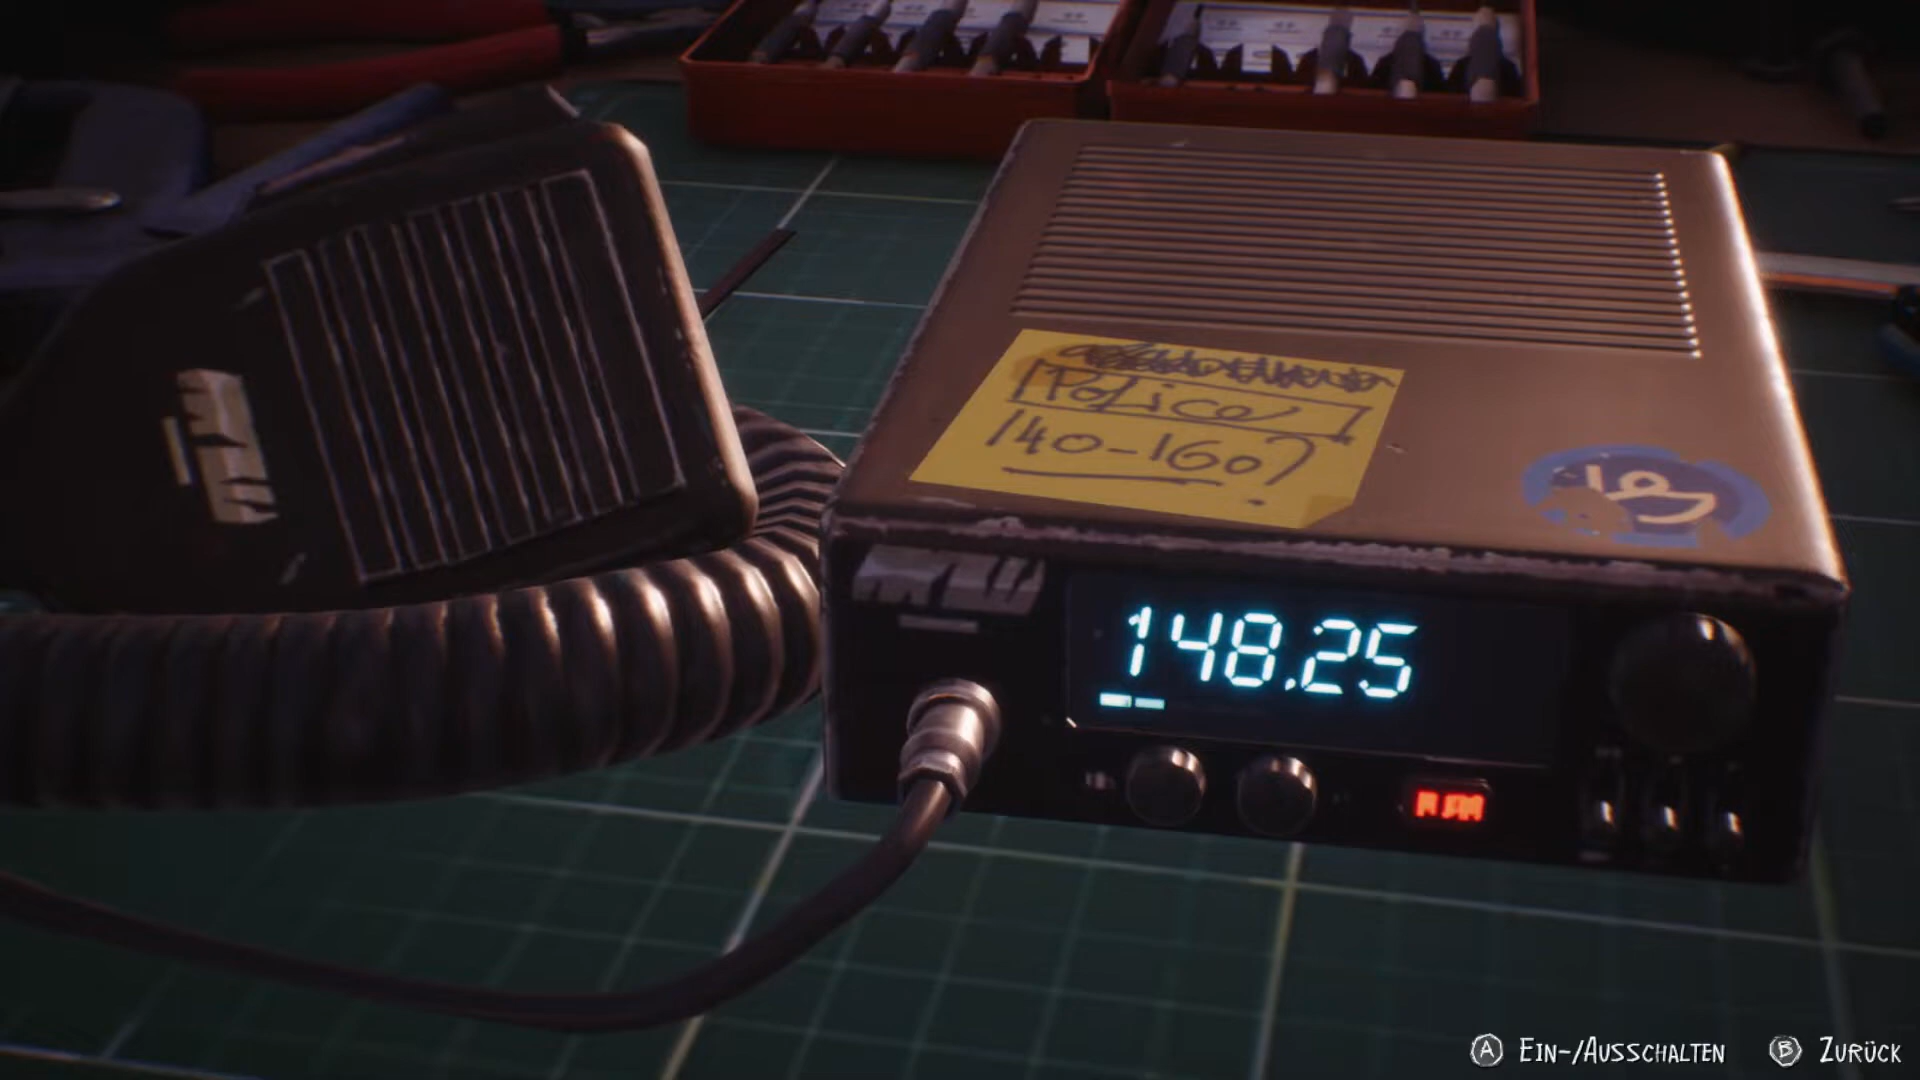 Police
140-160?
148.25
Ⓐ EIN-/AUSSCHALTEN Ⓑ ZURÜCK